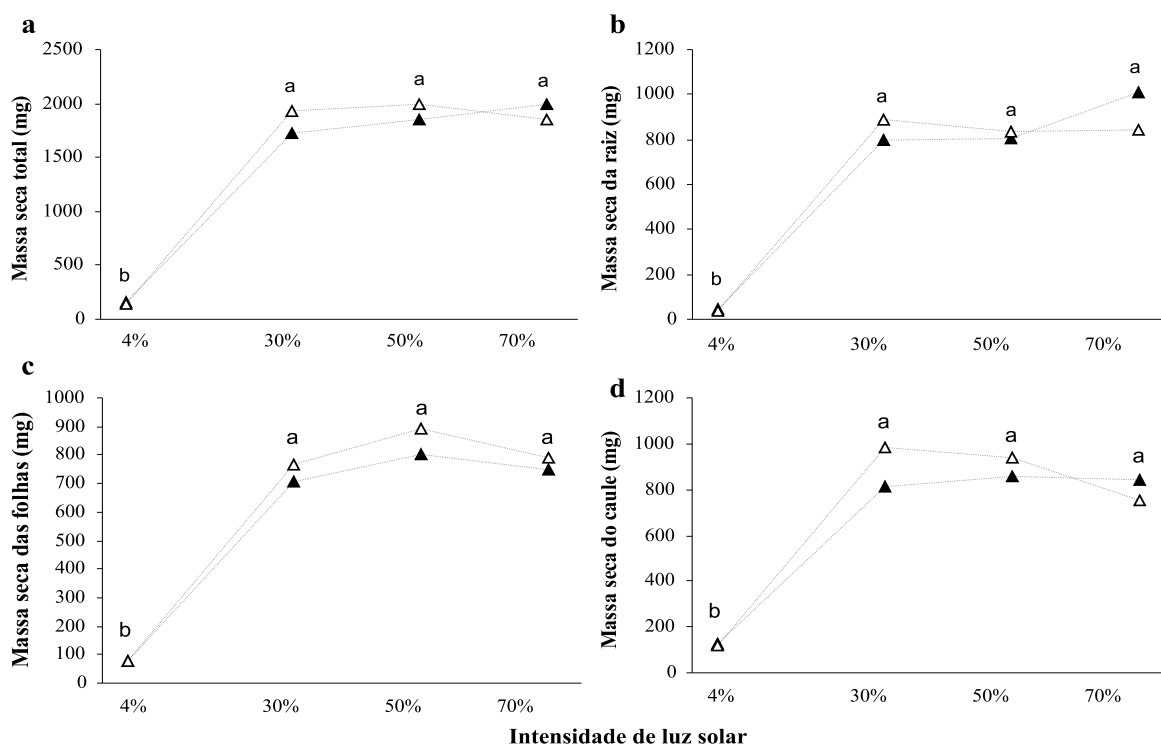 a
Massa seca total (mg)
2500
2000
1500
1000
500
0
b
a
a
a
4%
30%
50%
70%
b
Massa seca da raiz (mg)
1200
1000
800
600
400
200
0
b
a
a
a
4%
30%
50%
70%
c
Massa seca das folhas (mg)
1000
900
800
700
600
500
400
300
200
100
0
b
a
a
a
4%
30%
50%
70%
d
Massa seca do caule (mg)
1200
1000
800
600
400
200
0
b
a
a
a
4%
30%
50%
70%
Intensidade de luz solar